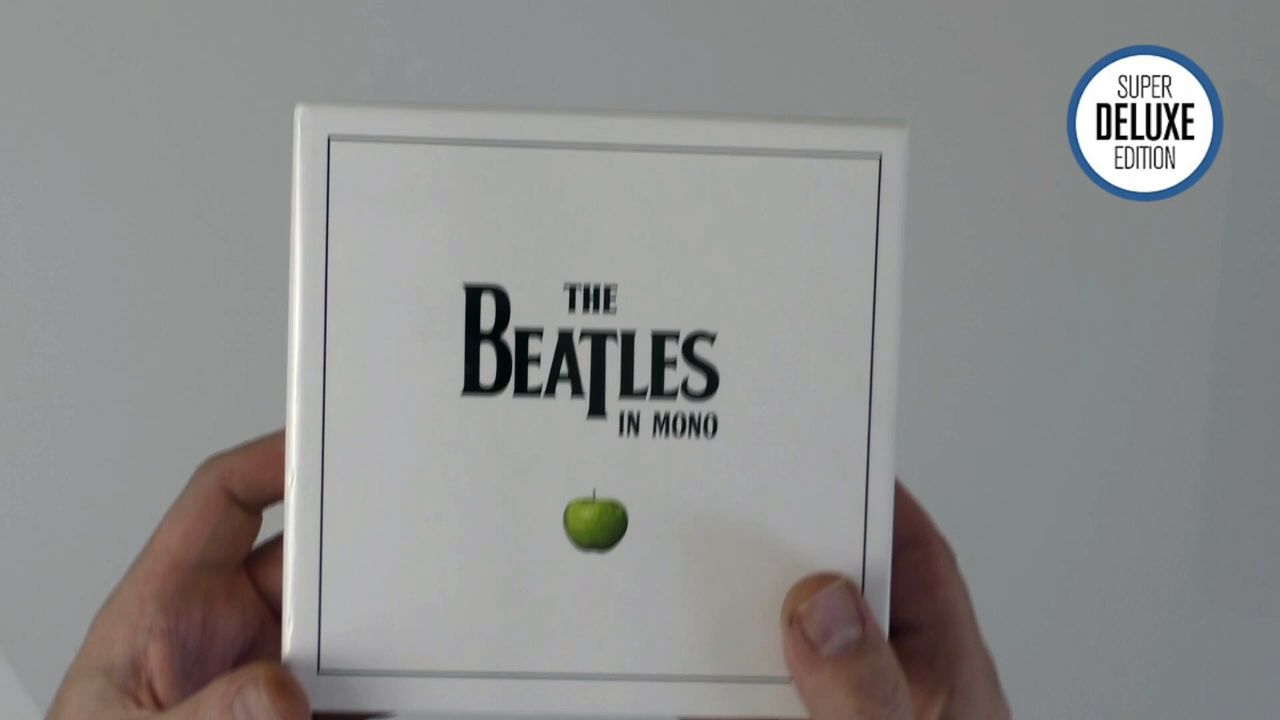 SUPER
DELUXE
EDITION
THE
BEATLES
IN MONO